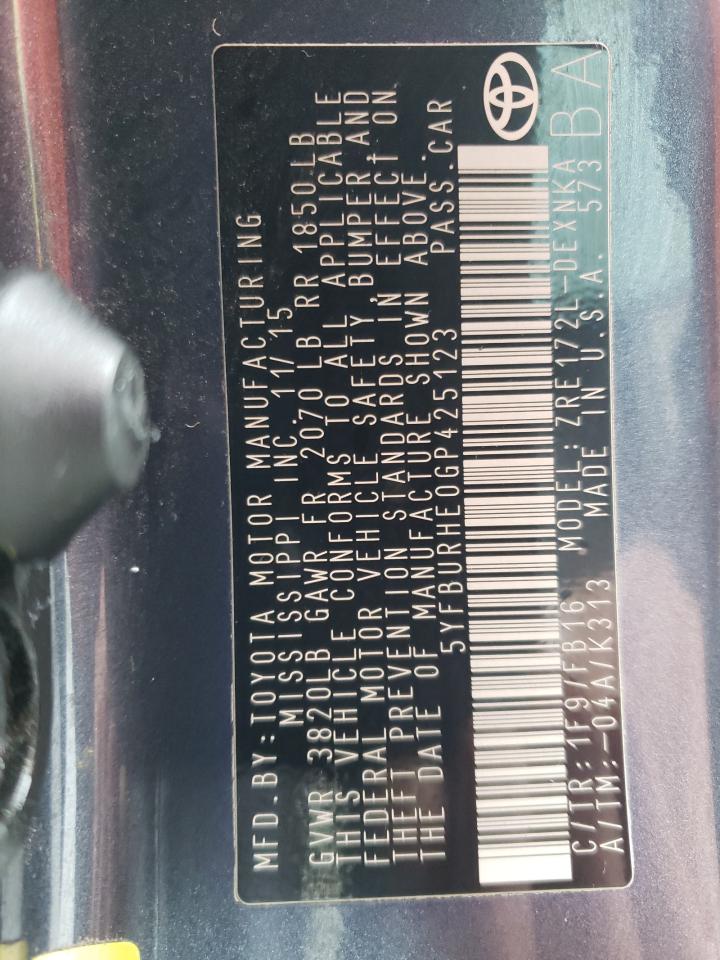 MFD.BY:TOYOTA MOTOR MANUFACTURING
MISSISSIPPI INC. 11/15
GVWR 3820LB GAWR FR 2070 LB RR 1850 LB
THIS VEHICLE CONFORMS TO ALL APPLICABLE
FEDERAL MOTOR VEHICLE SAFETY, BUMPER AND
THEFT PREVENTION STANDARDS IN EFFECT ON
THE DATE OF MANUFACTURE SHOWN ABOVE.
5YFBURHE0GP425123 PASS.CAR
C/TR:1F9/FB16 MODEL:ZRE172L-DEXNKA
A/TM:-04A/K313 MADE IN U.S.A. 573
BA